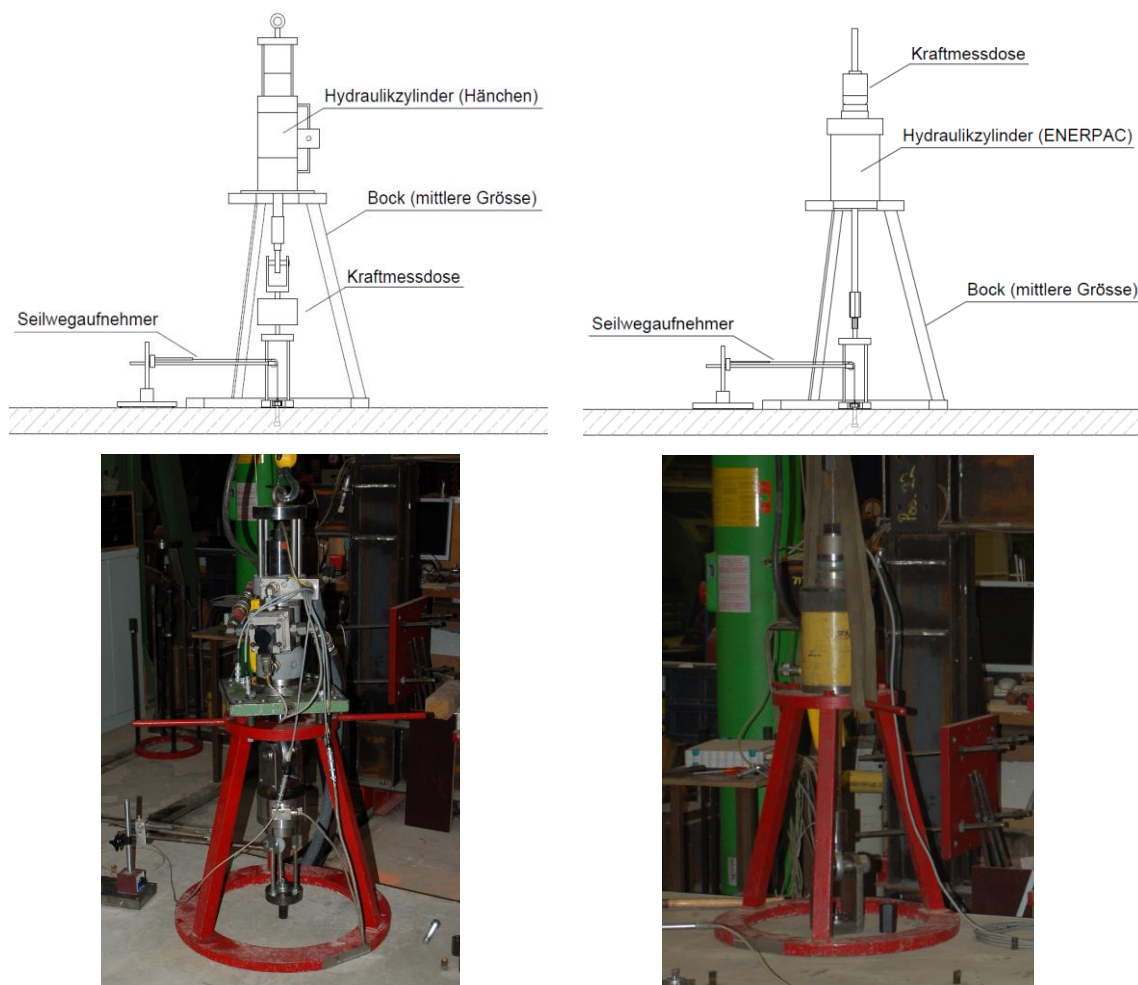 Hydraulikzylinder (Hänchen)
Bock (mittlere Grösse)
Kraftmessdose
Seilwegaufnehmer
Kraftmessdose
Hydraulikzylinder (ENERPAC)
Bock (mittlere Grösse)
Seilwegaufnehmer